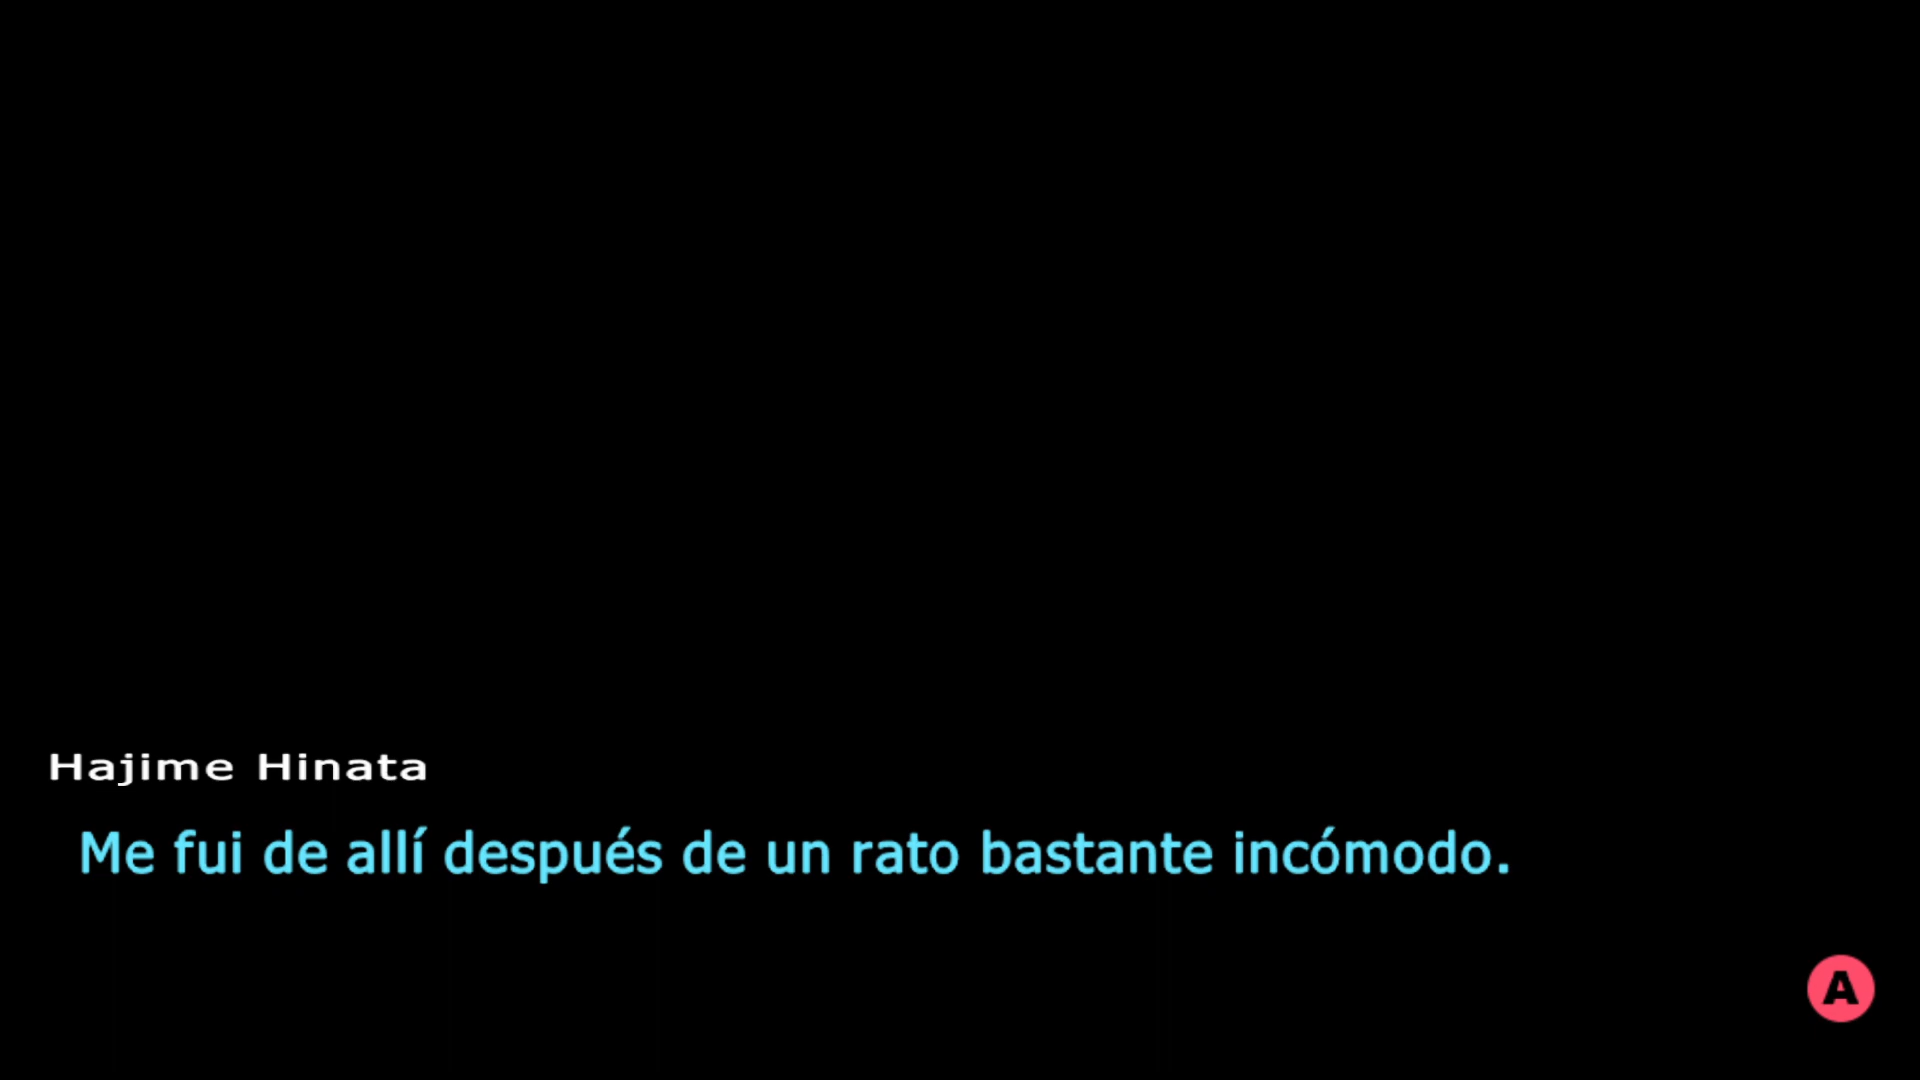 Hajime Hinata
Me fui de allí después de un rato bastante incómodo.
A